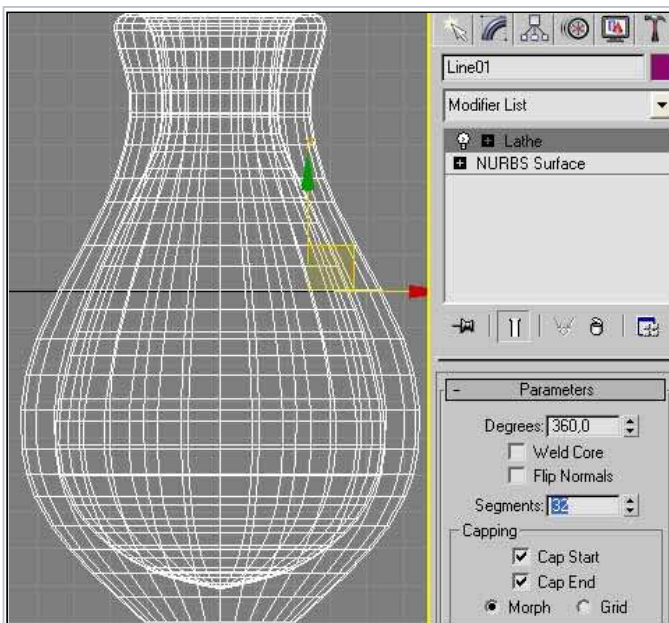 Line01
Modifier List
Lathe
NURBS Surface
- Parameters
Degrees: 360,0
Weld Core
Flip Normals
Segments: 32
Capping
Cap Start
Cap End
Morph Grid